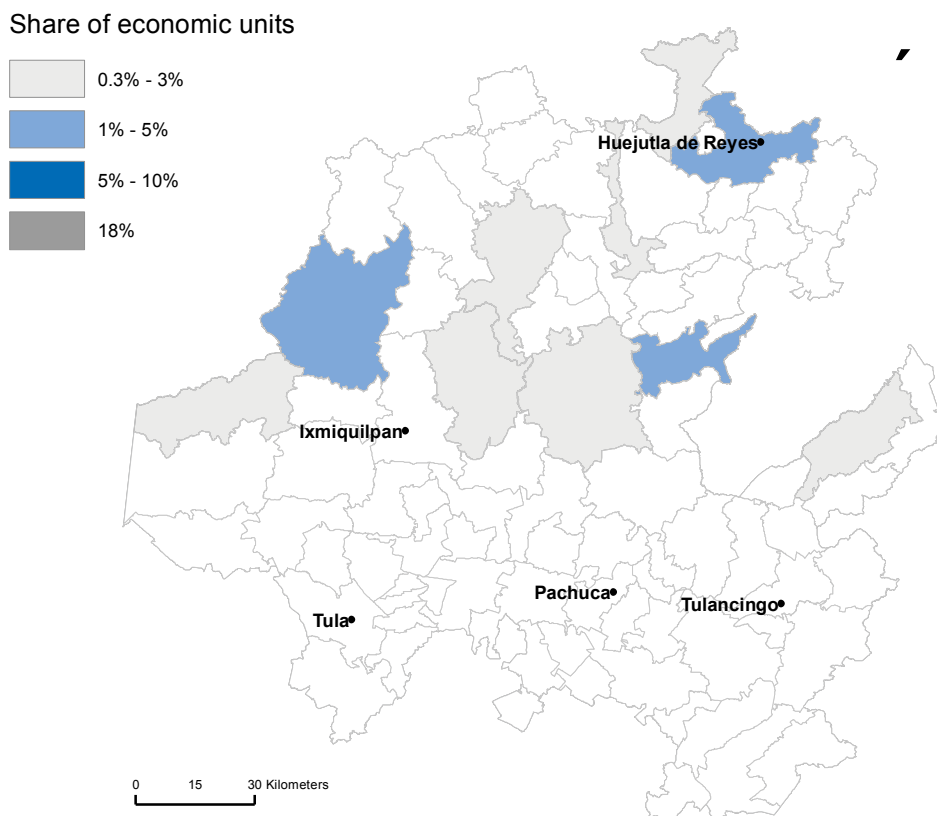 Share of economic units
0.3% - 3%
1% - 5%
5% - 10%
18%
Huejutla de Reyes
Ixmiquilpan
Pachuca
Tulancingo
Tula
0 15 30 Kilometers